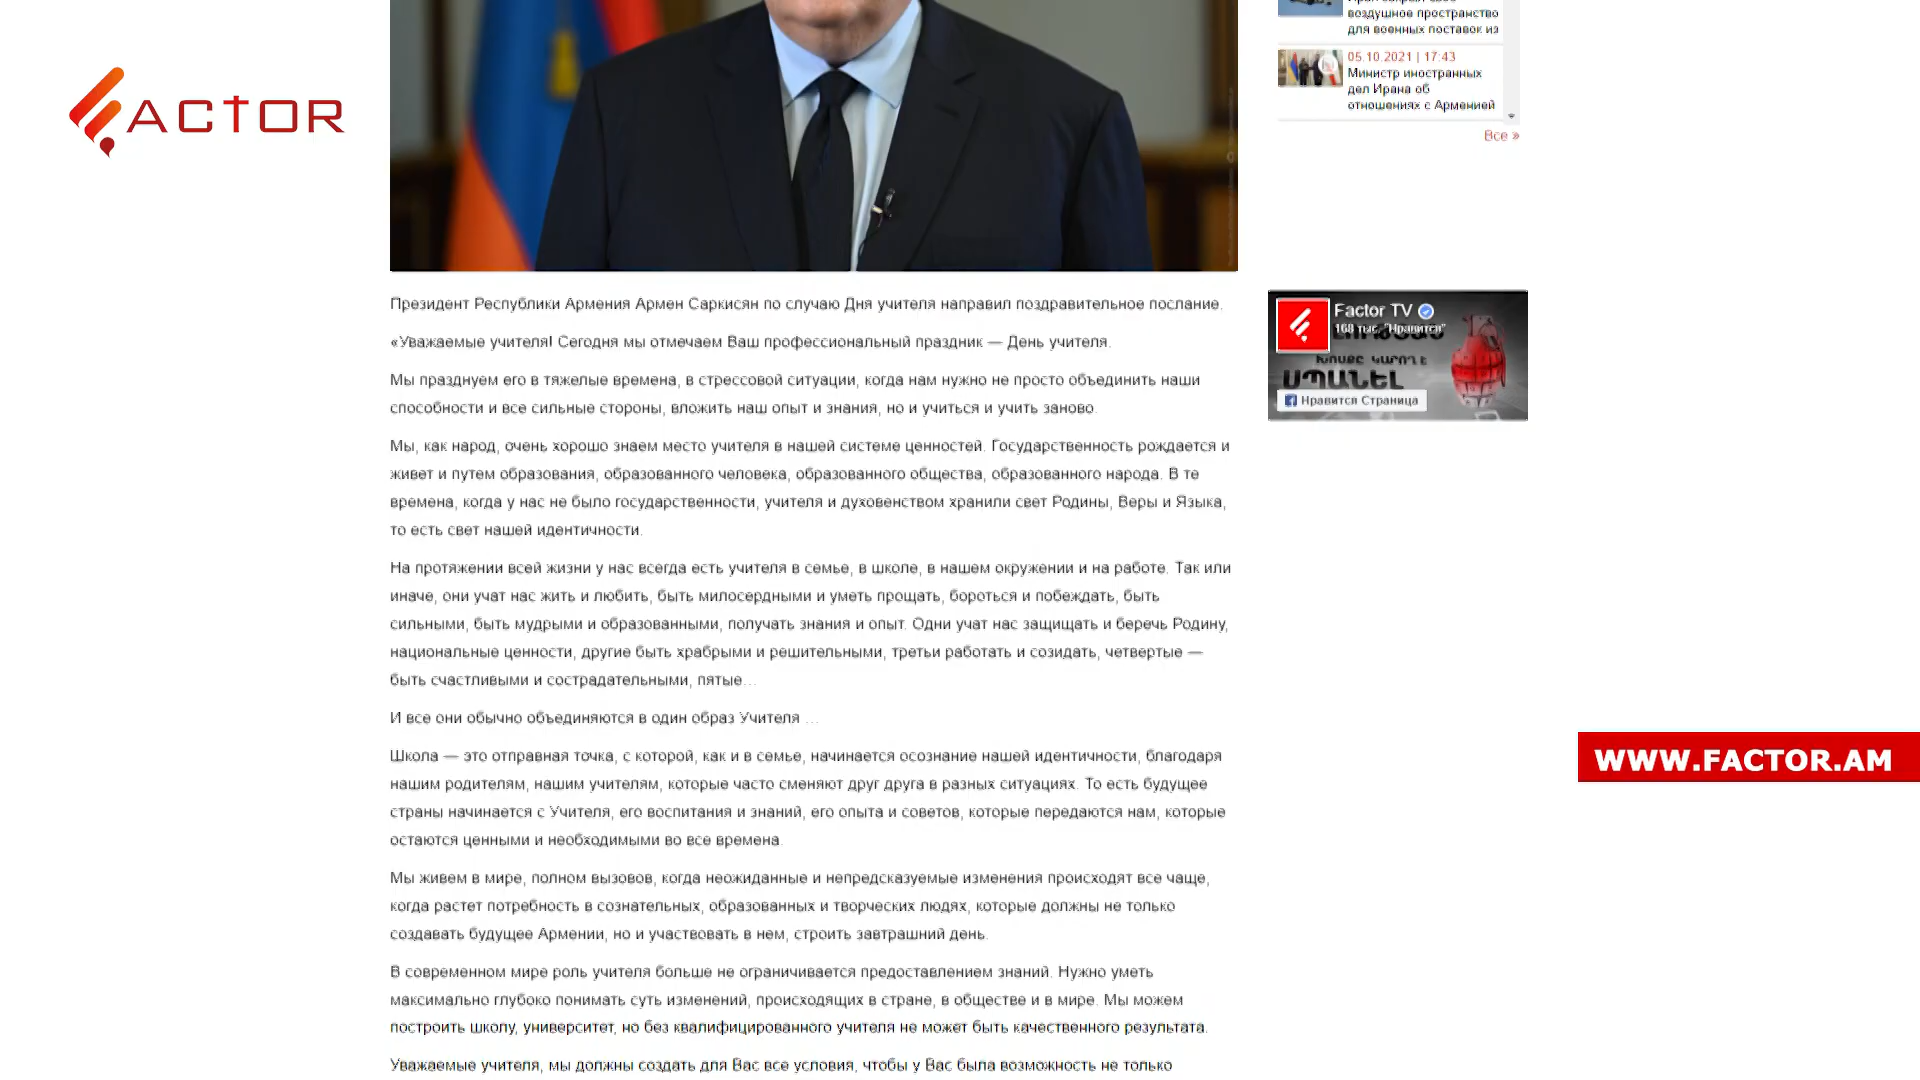 ACTOR
воздушное пространство
для военных поставок из
05.10.2021 | 17:43
Министр иностранных
дел Ирана об
отношениях с Арменией
Все »
Президент Республики Армения Армен Саркисян по случаю Дня учителя направил поздравительное послание.
«Уважаемые учителя! Сегодня мы отмечаем Ваш профессиональный праздник — День учителя.
Мы празднуем его в тяжелые времена, в стрессовой ситуации, когда нам нужно не просто объединить наши
способности и все сильные стороны, вложить наш опыт и знания, но и учиться и учить заново.
Мы, как народ, очень хорошо знаем место учителя в нашей системе ценностей. Государственность рождается и
живет и путем образования, образованного человека, образованного общества, образованного народа. В те
времена, когда у нас не было государственности, учителя и духовенством хранили свет Родины, Веры и Языка,
то есть свет нашей идентичности.
На протяжении всей жизни у нас всегда есть учителя в семье, в школе, в нашем окружении и на работе. Так или
иначе, они учат нас жить и любить, быть милосердными и уметь прощать, бороться и побеждать, быть
сильными, быть мудрыми и образованными, получать знания и опыт. Одни учат нас защищать и беречь Родину,
национальные ценности, другие быть храбрыми и решительными, третьи работать и созидать, четвертые —
быть счастливыми и сострадательными, пятые…
И все они обычно объединяются в один образ Учителя …
Школа — это отправная точка, с которой, как и в семье, начинается осознание нашей идентичности, благодаря
нашим родителям, нашим учителям, которые часто сменяют друг друга в разных ситуациях. То есть будущее
страны начинается с Учителя, его воспитания и знаний, его опыта и советов, которые передаются нам, которые
остаются ценными и необходимыми во все времена.
Мы живем в мире, полном вызовов, когда неожиданные и непредсказуемые изменения происходят все чаще,
когда растет потребность в сознательных, образованных и творческих людях, которые должны не только
создавать будущее Армении, но и участвовать в нем, строить завтрашний день.
В современном мире роль учителя больше не ограничивается предоставлением знаний. Нужно уметь
максимально глубоко понимать суть изменений, происходящих в стране, в обществе и в мире. Мы можем
построить школу, университет, но без квалифицированного учителя не может быть качественного результата.
Уважаемые учителя, мы должны создать для Вас все условия, чтобы у Вас была возможность не только
Factor TV
168 тыс. "Нравится"
ԽՈՍՔԸ ԿԱՐՈՂ Է
ՍՊԱՆԵԼ
Нравится Страница
WWW.FACTOR.AM